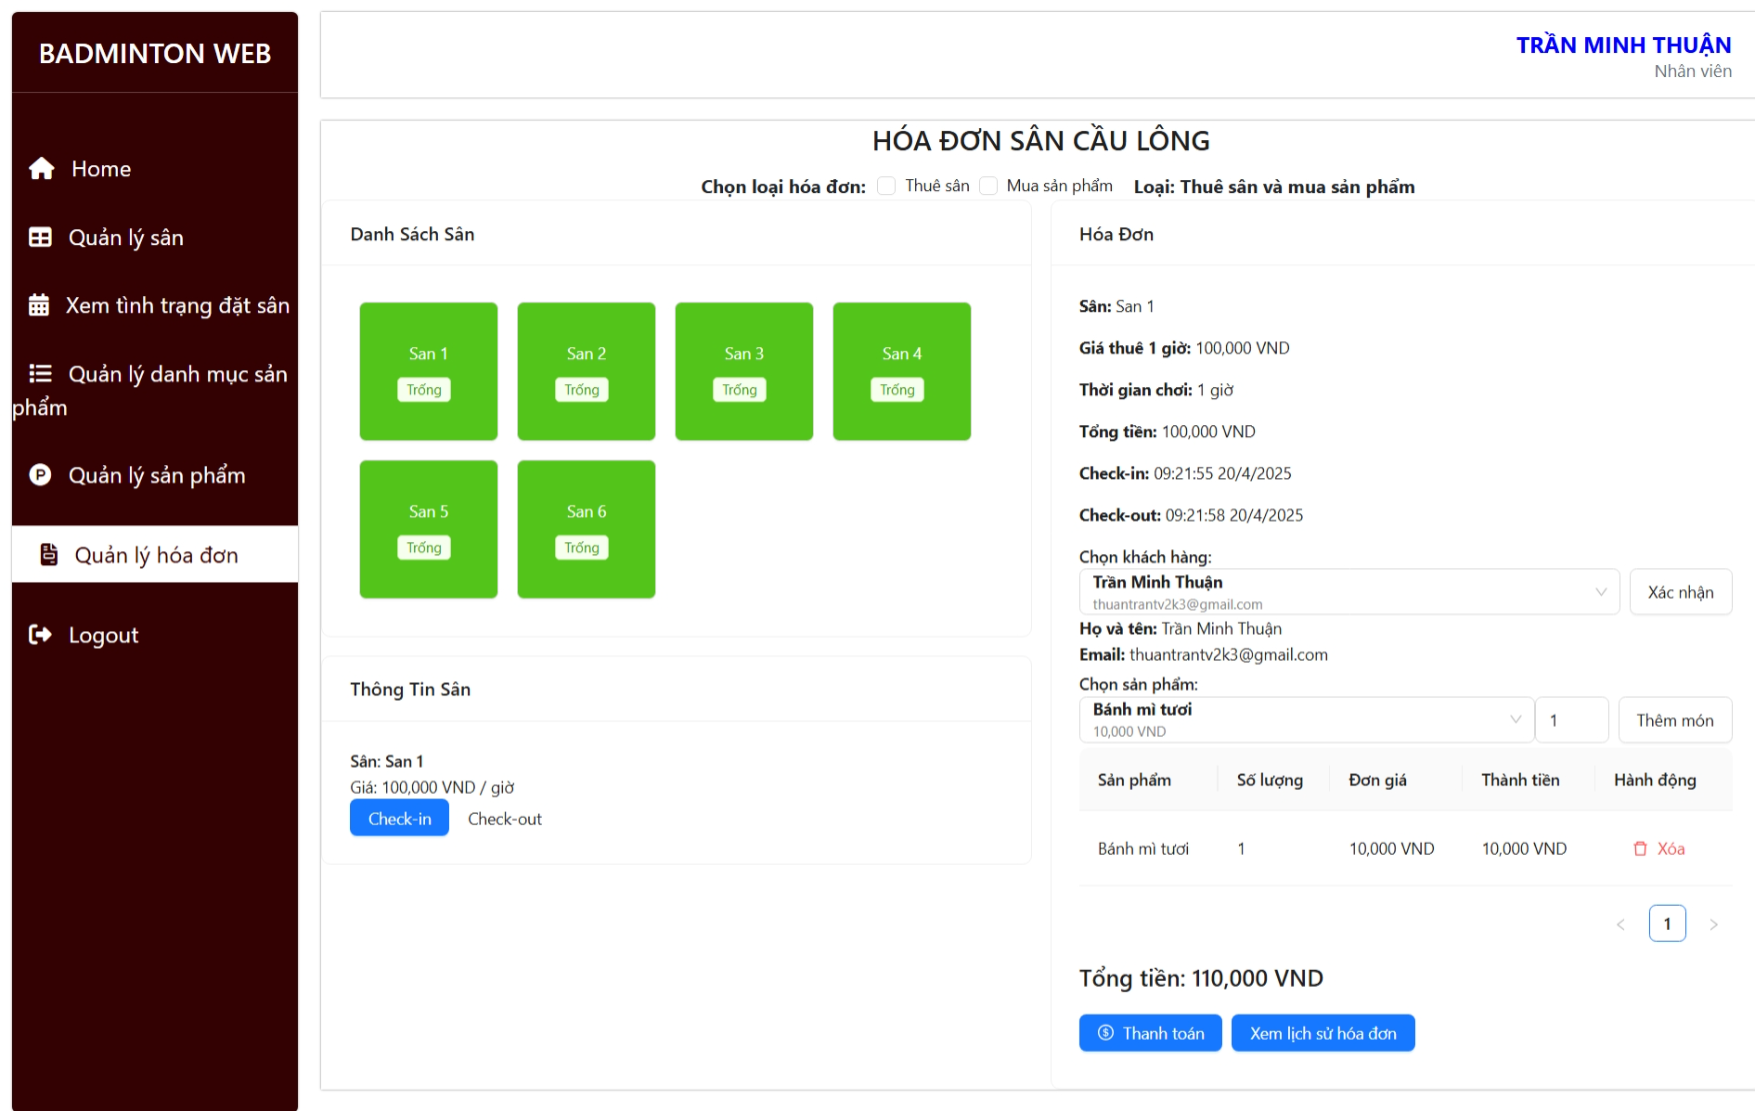 BADMINTON WEB
Home
Quản lý sân
Xem tình trạng đặt sân
Quản lý danh mục sản
phẩm
Quản lý sản phẩm
Quản lý hóa đơn
Logout
TRẦN MINH THUẬN
Nhân viên
HÓA ĐƠN SÂN CẦU LÔNG
Chọn loại hóa đơn: Thuê sân Mua sản phẩm Loại: Thuê sân và mua sản phẩm
Danh Sách Sân
San 1 San 2 San 3 San 4
Trống Trống Trống Trống
San 5 San 6
Trống Trống
Thông Tin Sân
Sân: San 1
Giá: 100,000 VND / giờ
Check-in Check-out
Hóa Đơn
Sân: San 1
Giá thuê 1 giờ: 100,000 VND
Thời gian chơi: 1 giờ
Tổng tiền: 100,000 VND
Check-in: 09:21:55 20/4/2025
Check-out: 09:21:58 20/4/2025
Chọn khách hàng:
Trần Minh Thuận
thuantrantv2k3@gmail.com
Xác nhận
Họ và tên: Trần Minh Thuận
Email: thuantrantv2k3@gmail.com
Chọn sản phẩm:
Bánh mì tươi
10,000 VND
1 Thêm món
Sản phẩm Số lượng Đơn giá Thành tiền Hành động
Bánh mì tươi 1 10,000 VND 10,000 VND Xóa
< 1 >
Tổng tiền: 110,000 VND
Thanh toán Xem lịch sử hóa đơn